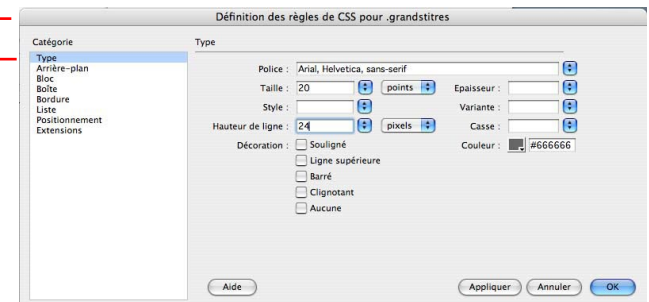 Définition des règles de CSS pour .grandstitres
Catégorie
Type
Arrière-plan
Bloc
Boîte
Bordure
Liste
Positionnement
Extensions
Type
Police : Arial, Helvetica, sans-serif
Taille : 20 points Epaisseur :
Style : Variante :
Hauteur de ligne : 24 pixels Casse :
Décoration : Souligné Couleur : #666666
Ligne supérieure
Barré
Clignotant
Aucune
Aide Appliquer Annuler OK